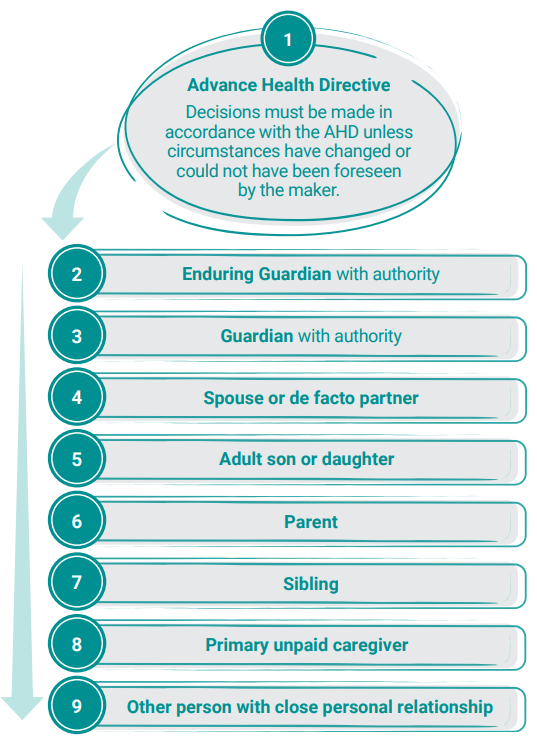 1
Advance Health Directive
Decisions must be made in
accordance with the AHD unless
circumstances have changed or
could not have been foreseen
by the maker.
2
Enduring Guardian with authority
3
Guardian with authority
4
Spouse or de facto partner
5
Adult son or daughter
6
Parent
7
Sibling
8
Primary unpaid caregiver
9
Other person with close personal relationship